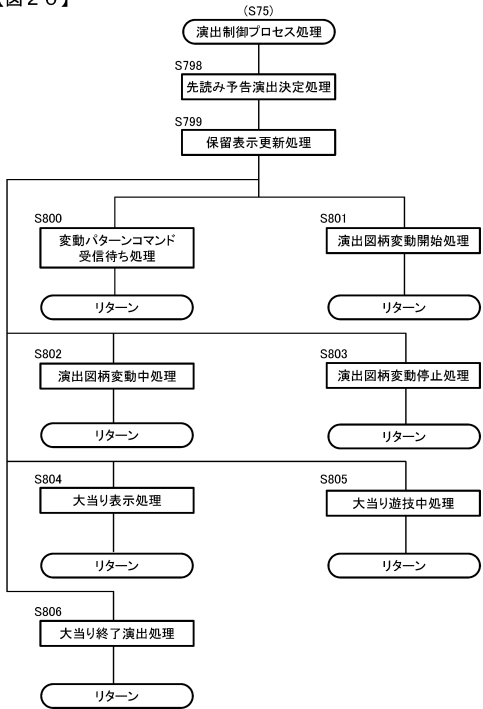 【図26】
(S75)
演出制御プロセス処理
S798
先読み予告演出決定処理
S799
保留表示更新処理
S800
変動パターンコマンド
受信待ち処理
リターン
S801
演出図柄変動開始処理
リターン
S802
演出図柄変動中処理
リターン
S803
演出図柄変動停止処理
リターン
S804
大当り表示処理
リターン
S805
大当り遊技中処理
リターン
S806
大当り終了演出処理
リターン